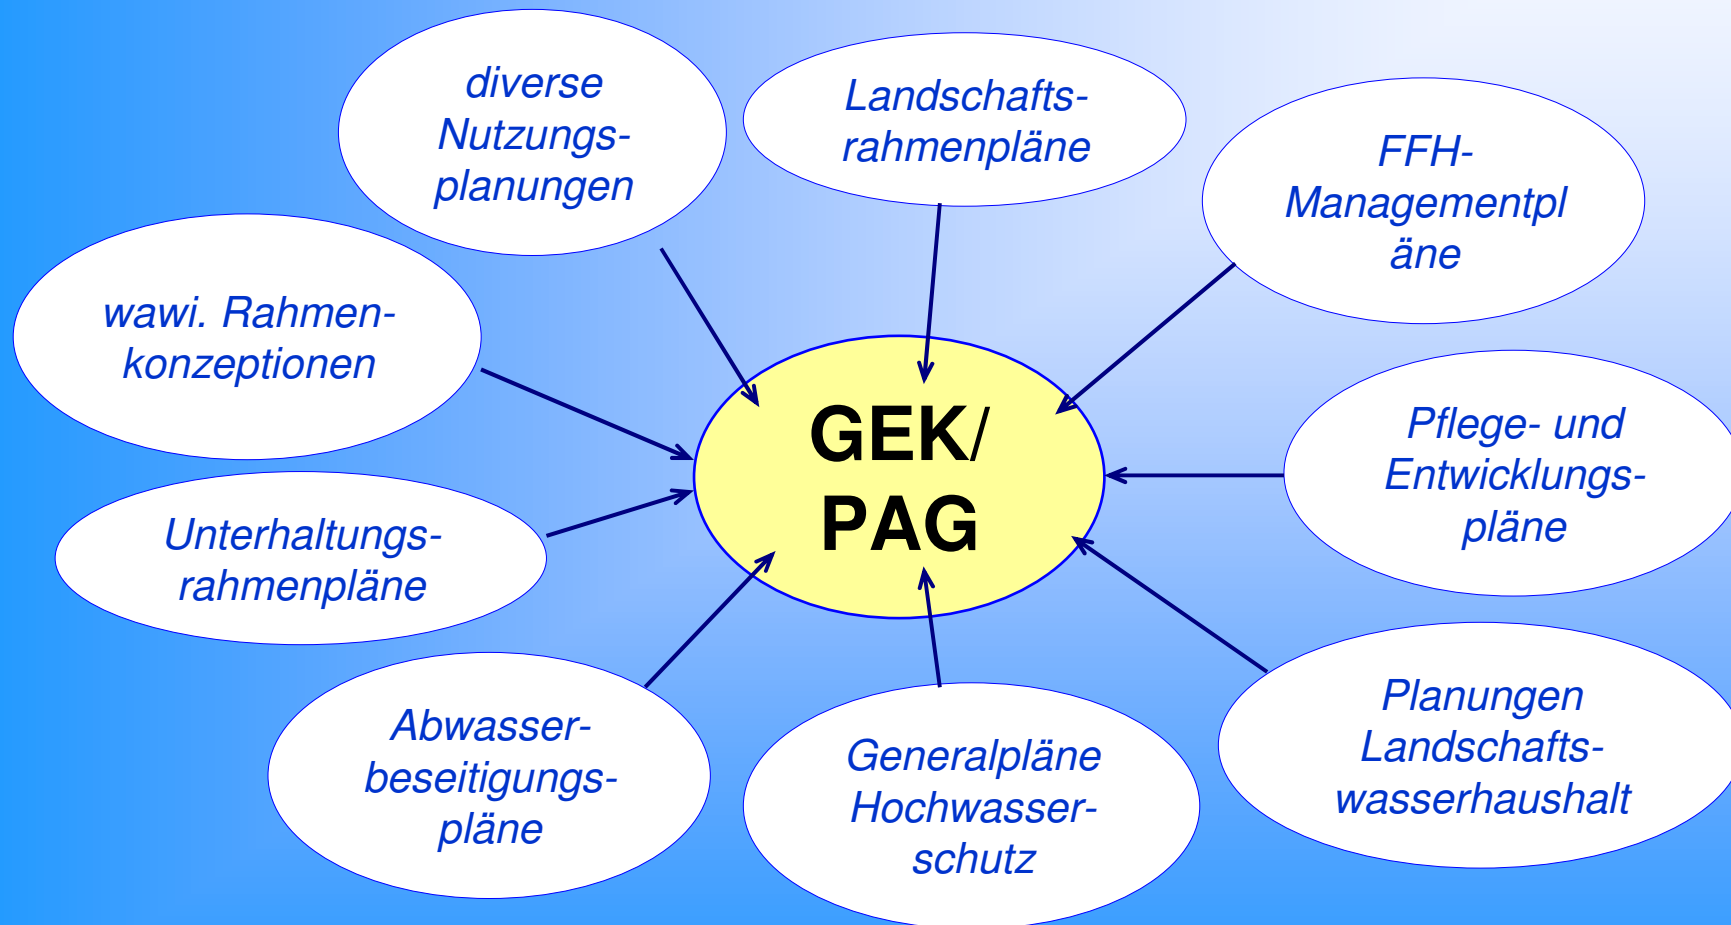 diverse
Nutzungs-
planungen
Landschafts-
rahmenpläne
FFH-
Managementpl
äne
wawi. Rahmen-
konzeptionen
GEK/
PAG
Pflege- und
Entwicklungs-
pläne
Unterhaltungs-
rahmenpläne
Abwasser-
beseitigungs-
pläne
Generalpläne
Hochwasser-
schutz
Planungen
Landschafts-
wasserhaushalt